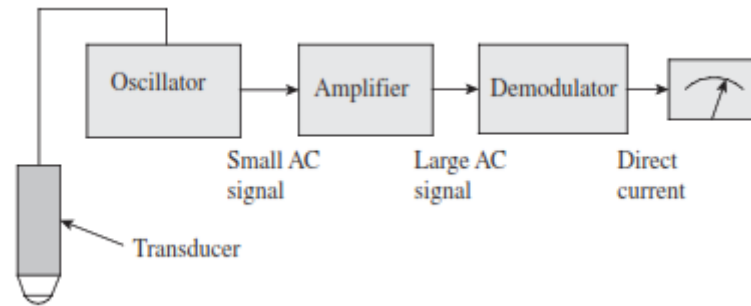 Oscillator
Amplifier
Demodulator
Small AC
signal
Large AC
signal
Direct
current
Transducer